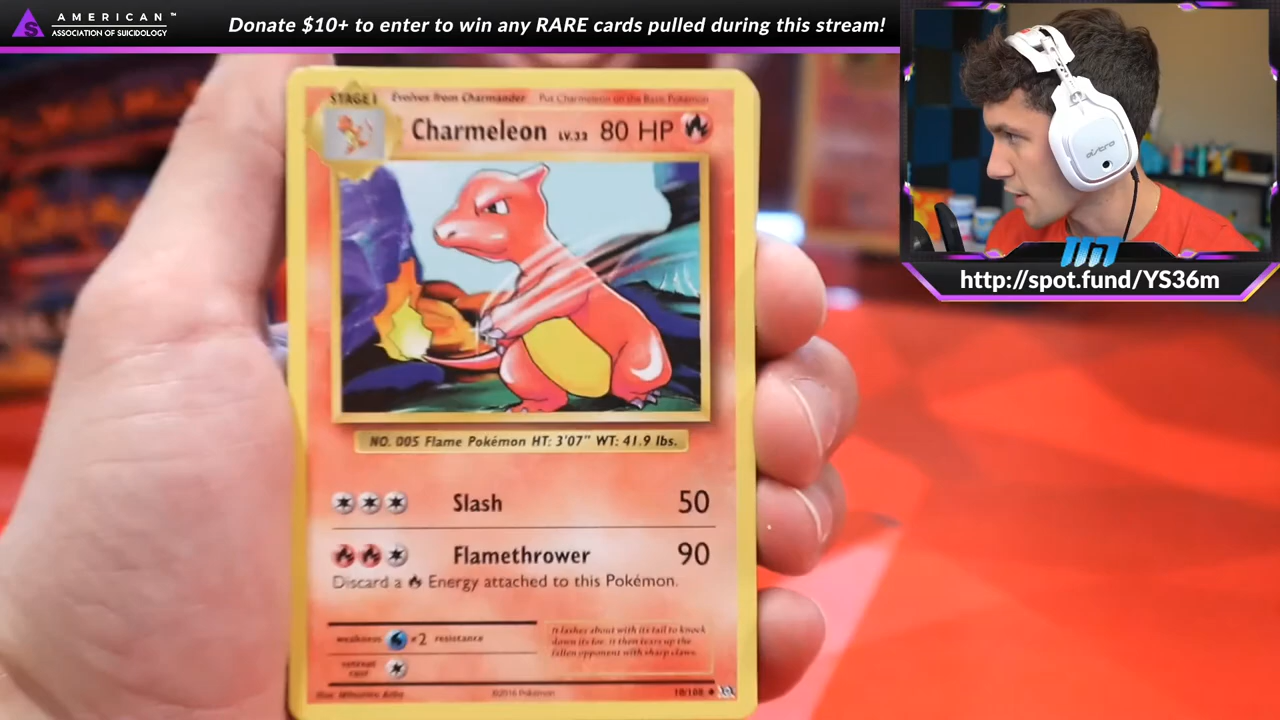 AMERICAN™
ASSOCIATION OF SUICIDOLOGY
Donate $10+ to enter to win any RARE cards pulled during this stream!
astro
http://spot.fund/YS36m
STAGE 1 Evolves from Charmander Put Charmeleon on the Basic Pokémon
Charmeleon LV.32 80 HP
NO. 005 Flame Pokémon HT: 3'07" WT: 41.9 lbs.
Slash 50
Flamethrower 90
Discard a Energy attached to this Pokémon.
weakness ×2 resistance
retreat cost
It lashes about with its tail to knock
down its foe. It then tears up the
fallen opponent with sharp claws.
Illus. Mitsuhiro Arita ©2016 Pokémon 10/108